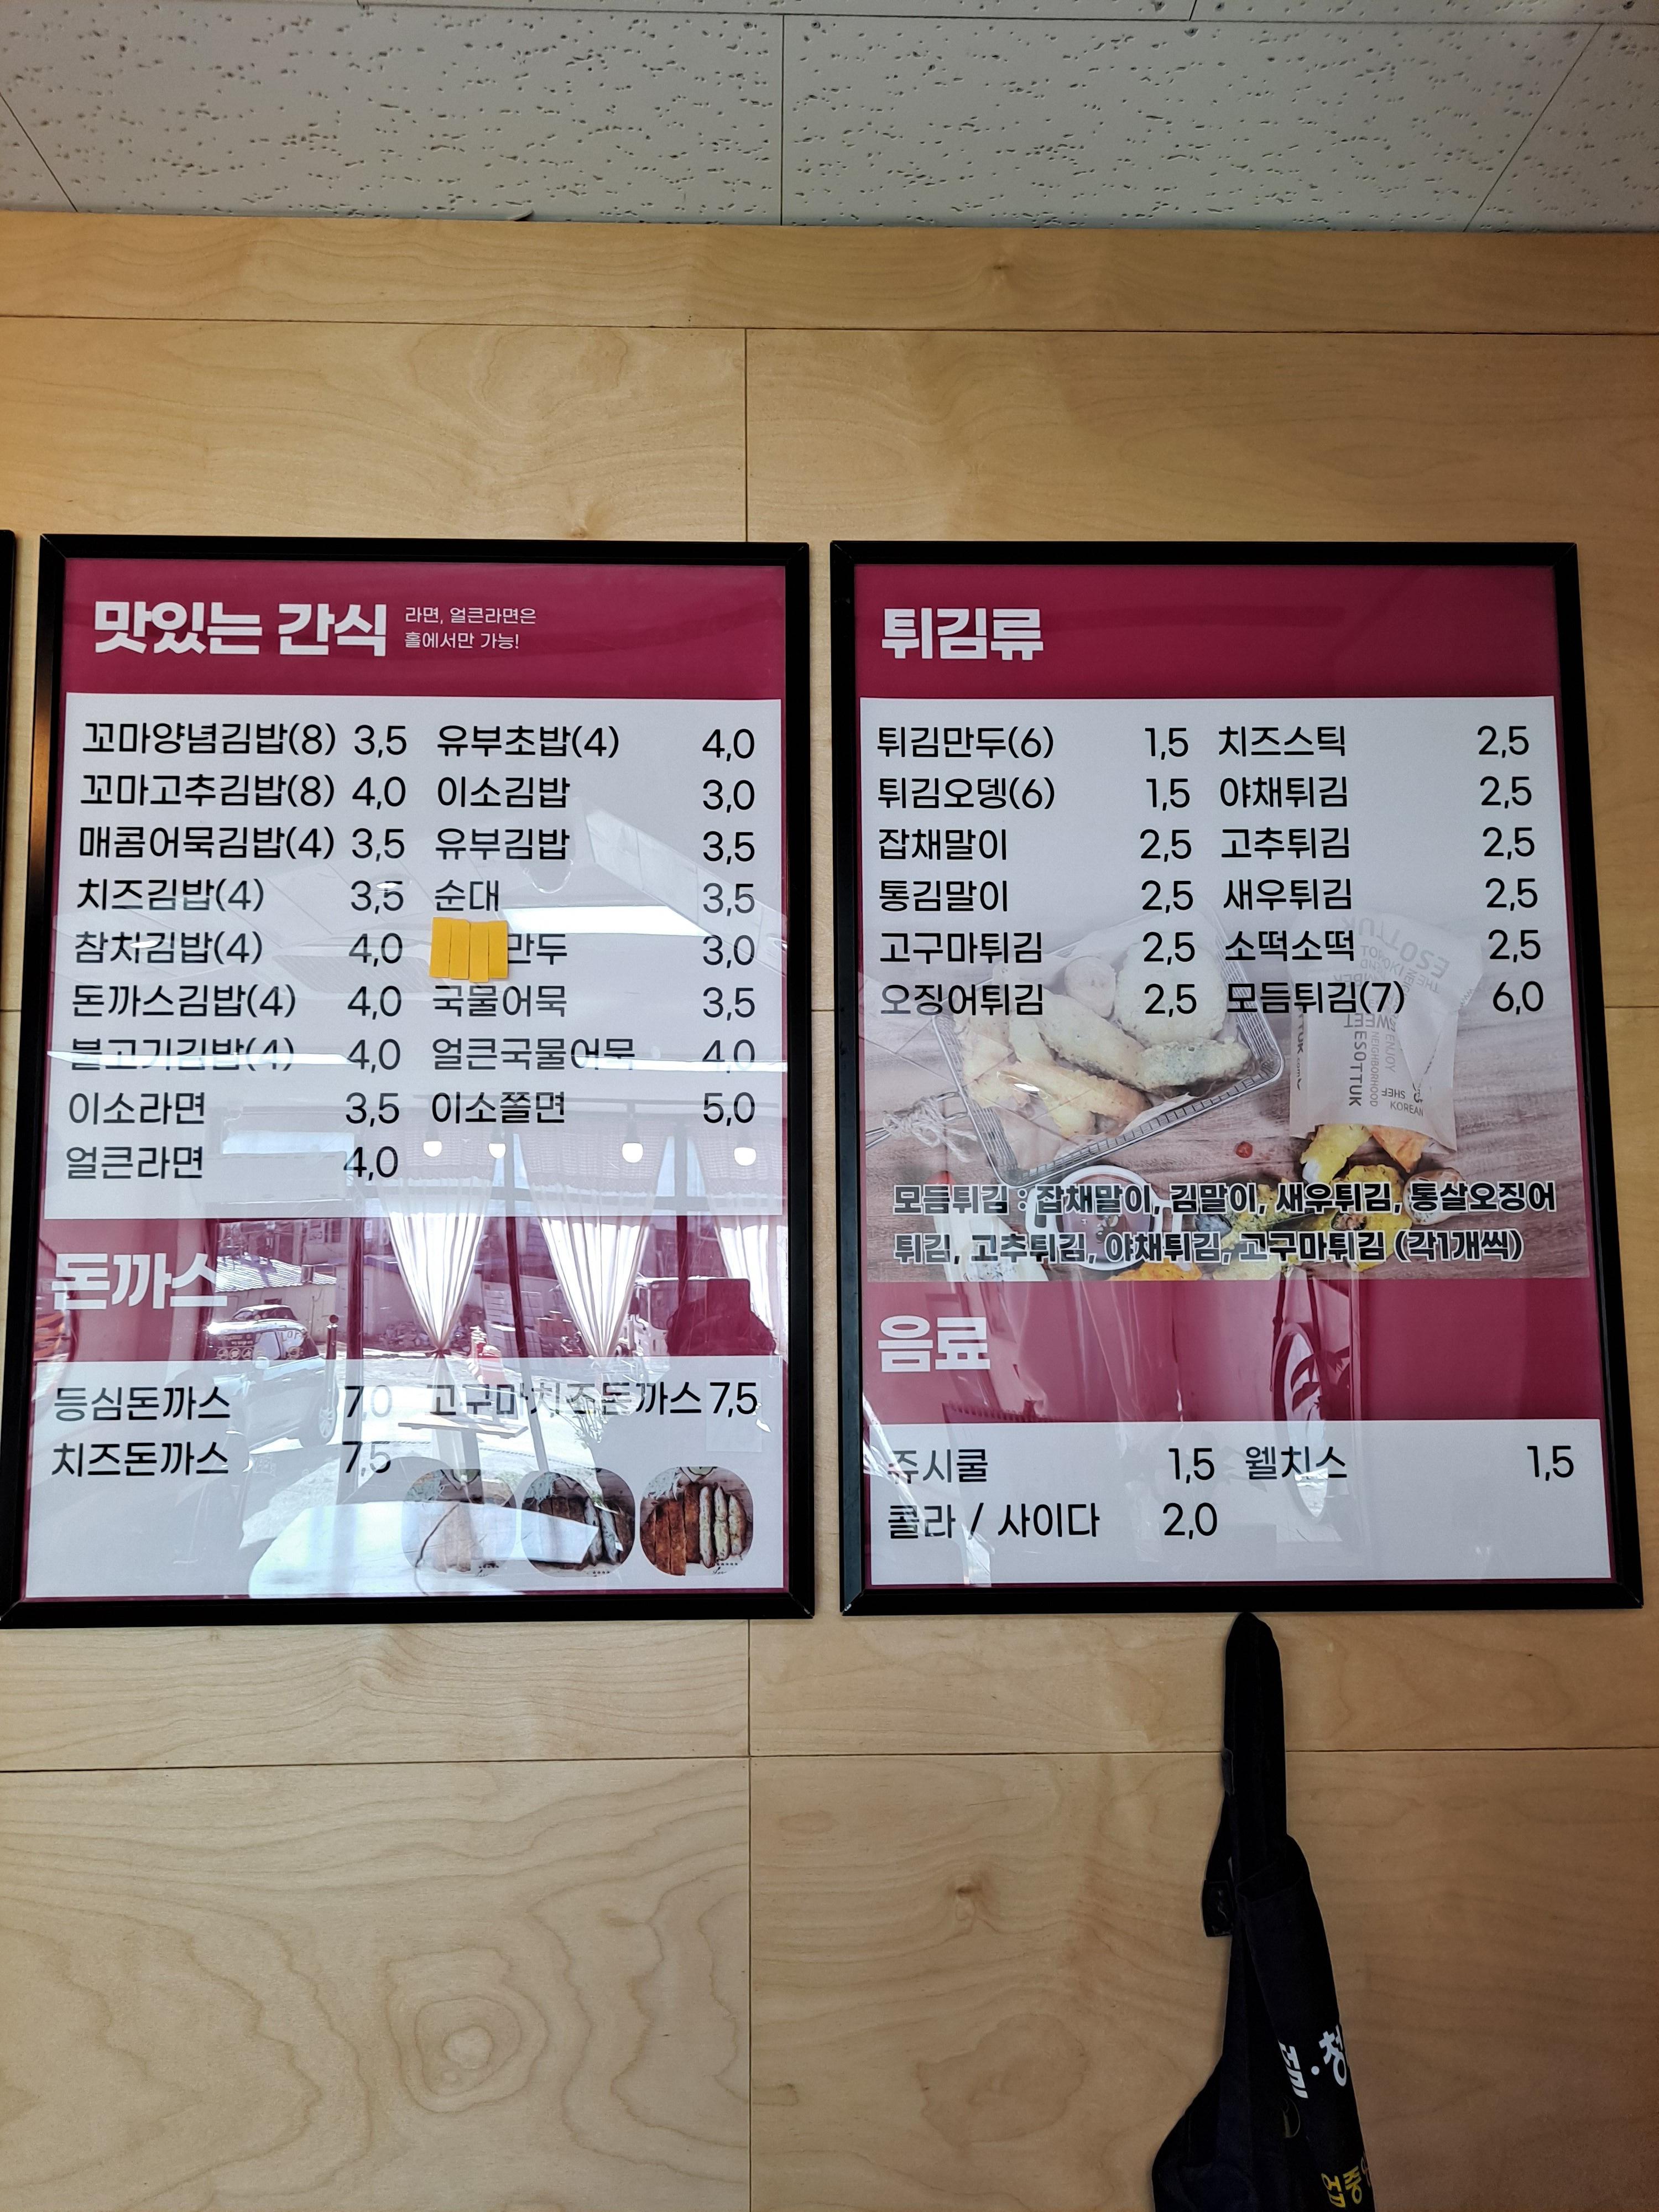 맛있는 간식
라면, 얼큰라면은
홀에서만 가능!
꼬마양념김밥(8) 3,5
꼬마고추김밥(8) 4,0
매콤어묵김밥(4) 3,5
치즈김밥(4) 3,5
참치김밥(4) 4,0
돈까스김밥(4) 4,0
불고기김밥(4) 4,0
이소라면 3,5
얼큰라면 4,0
유부초밥(4) 4,0
이소김밥 3,0
유부김밥 3,5
순대 3,5
만두 3,0
국물어묵 3,5
얼큰국물어묵 4,0
이소쫄면 5,0
돈까스
등심돈까스 7,0
치즈돈까스 7,5
고구마치즈돈까스 7,5
튀김류
튀김만두(6) 1,5
튀김오뎅(6) 1,5
잡채말이 2,5
통김말이 2,5
고구마튀김 2,5
오징어튀김 2,5
치즈스틱 2,5
야채튀김 2,5
고추튀김 2,5
새우튀김 2,5
소떡소떡 2,5
모듬튀김(7) 6,0
ESOTTUK
SWEET
ESOTTUK
ENJOY
NEIGHBORHOOD
SHEF
KOREAN
모듬튀김 : 잡채말이, 김말이, 새우튀김, 통살오징어
튀김, 고추튀김, 야채튀김, 고구마튀김 (각1개씩)
음료
쥬시쿨 1,5
콜라 / 사이다 2,0
웰치스 1,5